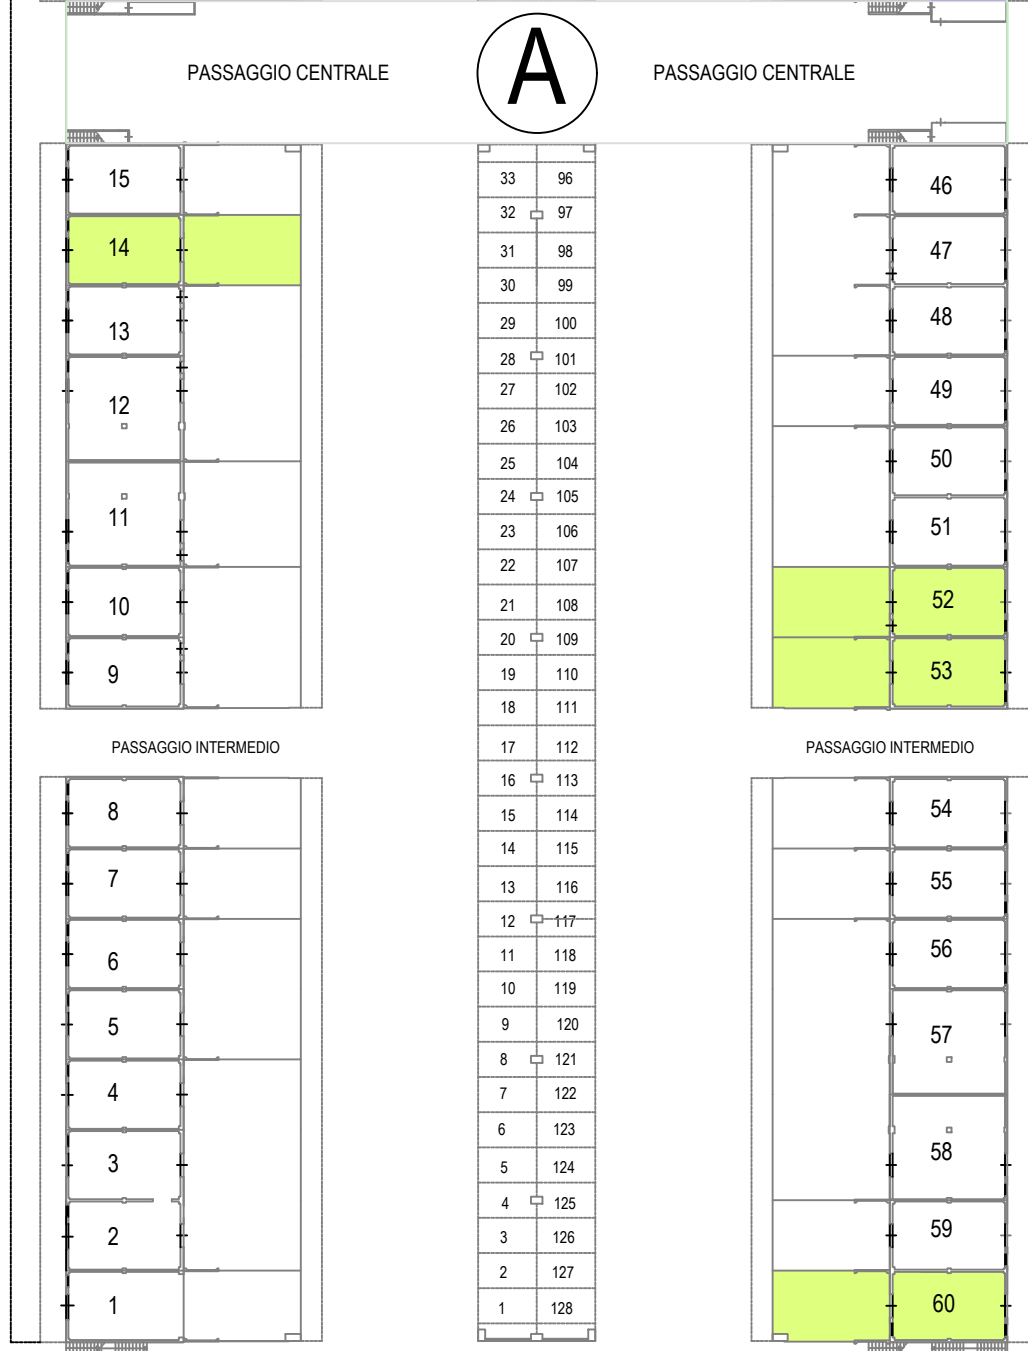 PASSAGGIO CENTRALE A PASSAGGIO CENTRALE
15 33 96 46
32 97
14 31 98 47
30 99
13 29 100 48
28 101
12 27 102 49
26 103
25 104 50
24 105
11 23 106 51
22 107
10 21 108 52
20 109
9 19 110 53
18 111
PASSAGGIO INTERMEDIO 17 112 PASSAGGIO INTERMEDIO
16 113
8 15 114 54
14 115
7 13 116 55
12 117
6 11 118 56
10 119
5 9 120 57
8 121
4 7 122
6 123
3 5 124 58
4 125
2 3 126 59
2 127
1 1 128 60